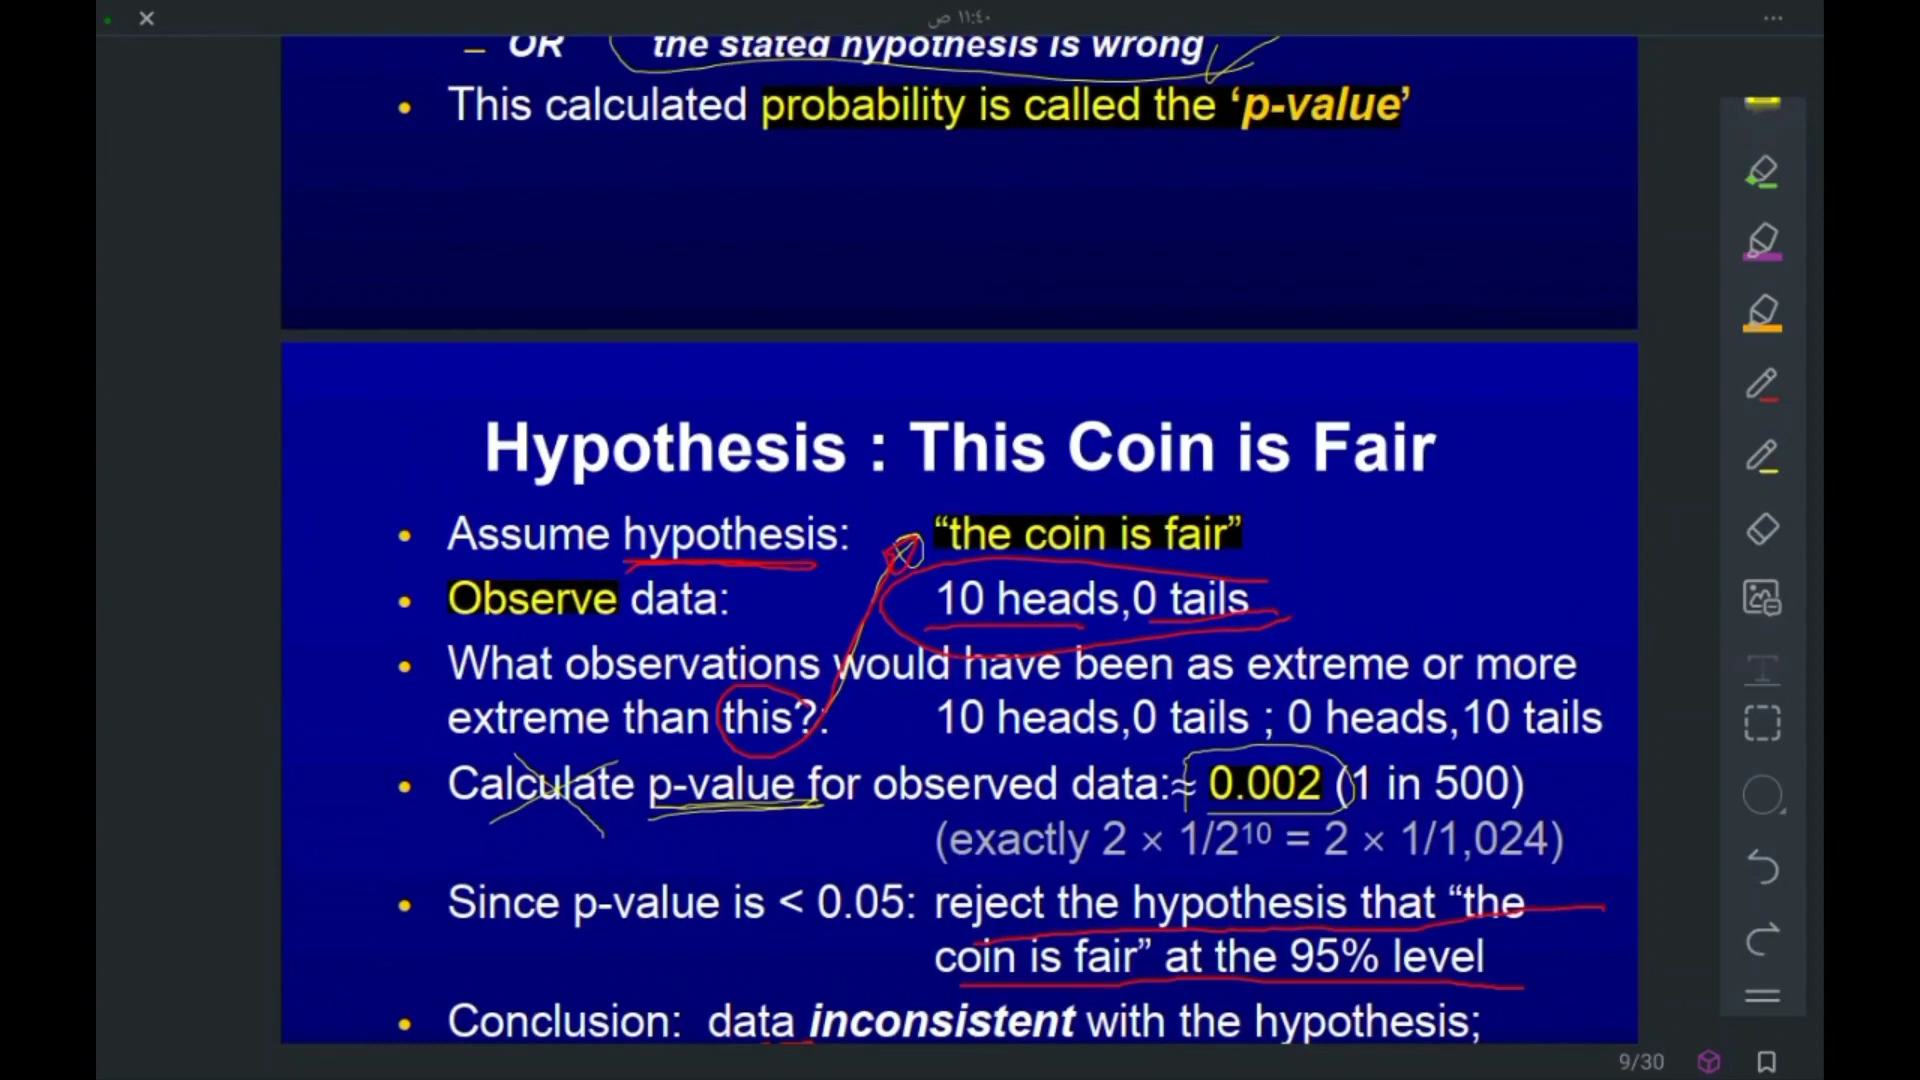 ١١:٤٠ ص
– OR the stated hypothesis is wrong
• This calculated probability is called the ‘p-value’
Hypothesis : This Coin is Fair
• Assume hypothesis: “the coin is fair”
• Observe data: 10 heads,0 tails
• What observations would have been as extreme or more
extreme than this?: 10 heads,0 tails ; 0 heads,10 tails
• Calculate p-value for observed data:≈ 0.002 (1 in 500)
(exactly 2 × 1/2¹⁰ = 2 × 1/1,024)
• Since p-value is < 0.05: reject the hypothesis that “the
coin is fair” at the 95% level
• Conclusion: data inconsistent with the hypothesis;
9/30